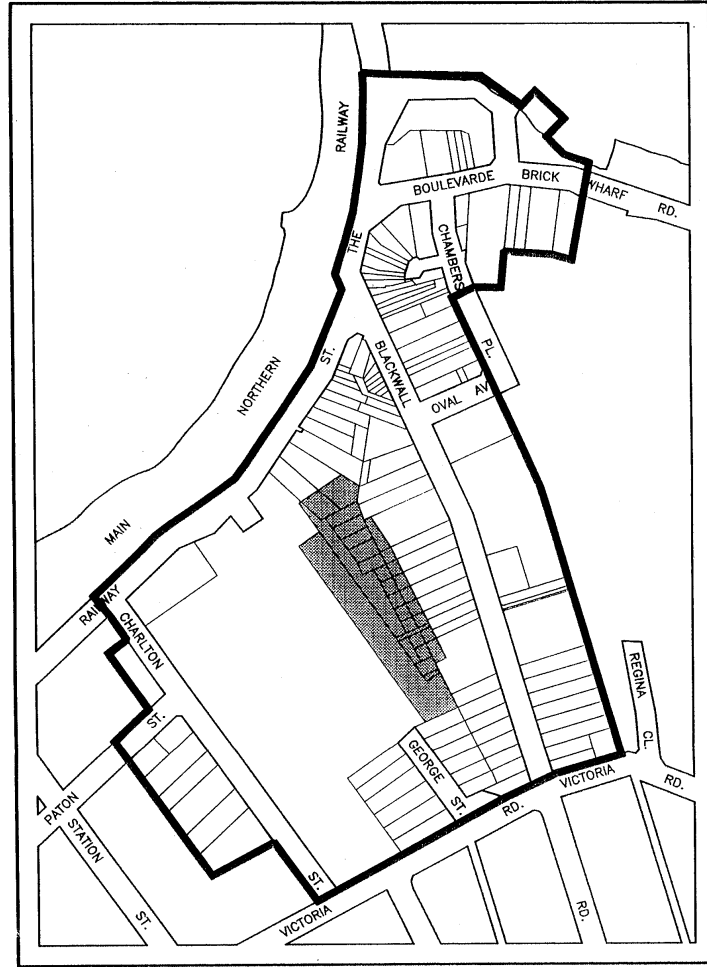 RAILWAY
BOULEVARDE
BRICK
WHARF
RD.
THE
CHAMBERS
PL.
ST.
BLACKWALL
OVAL AV
NORTHERN
MAIN
RAILWAY
CHARLTON
ST.
REGINA
CL.
GEORGE
ST.
VICTORIA
RD.
RD.
PATON
STATION
ST.
ST.
VICTORIA
RD.